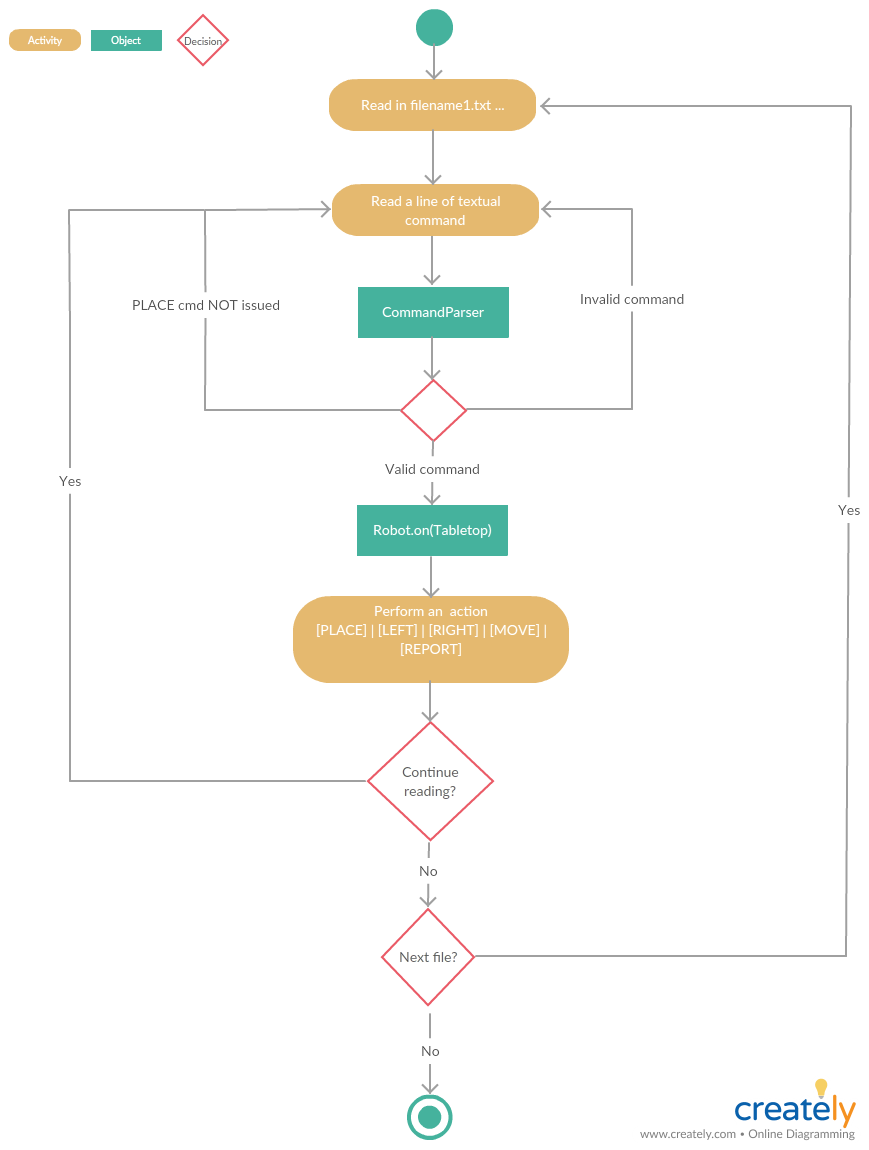 Activity
Object
Decision
Read in filename1.txt ...
Read a line of textual
command
PLACE cmd NOT issued
Invalid command
CommandParser
Valid command
Yes
Yes
Robot.on(Tabletop)
Perform an  action
[PLACE] | [LEFT] | [RIGHT] | [MOVE] |
[REPORT]
Continue
reading?
No
Next file?
No
creately
www.creately.com • Online Diagramming